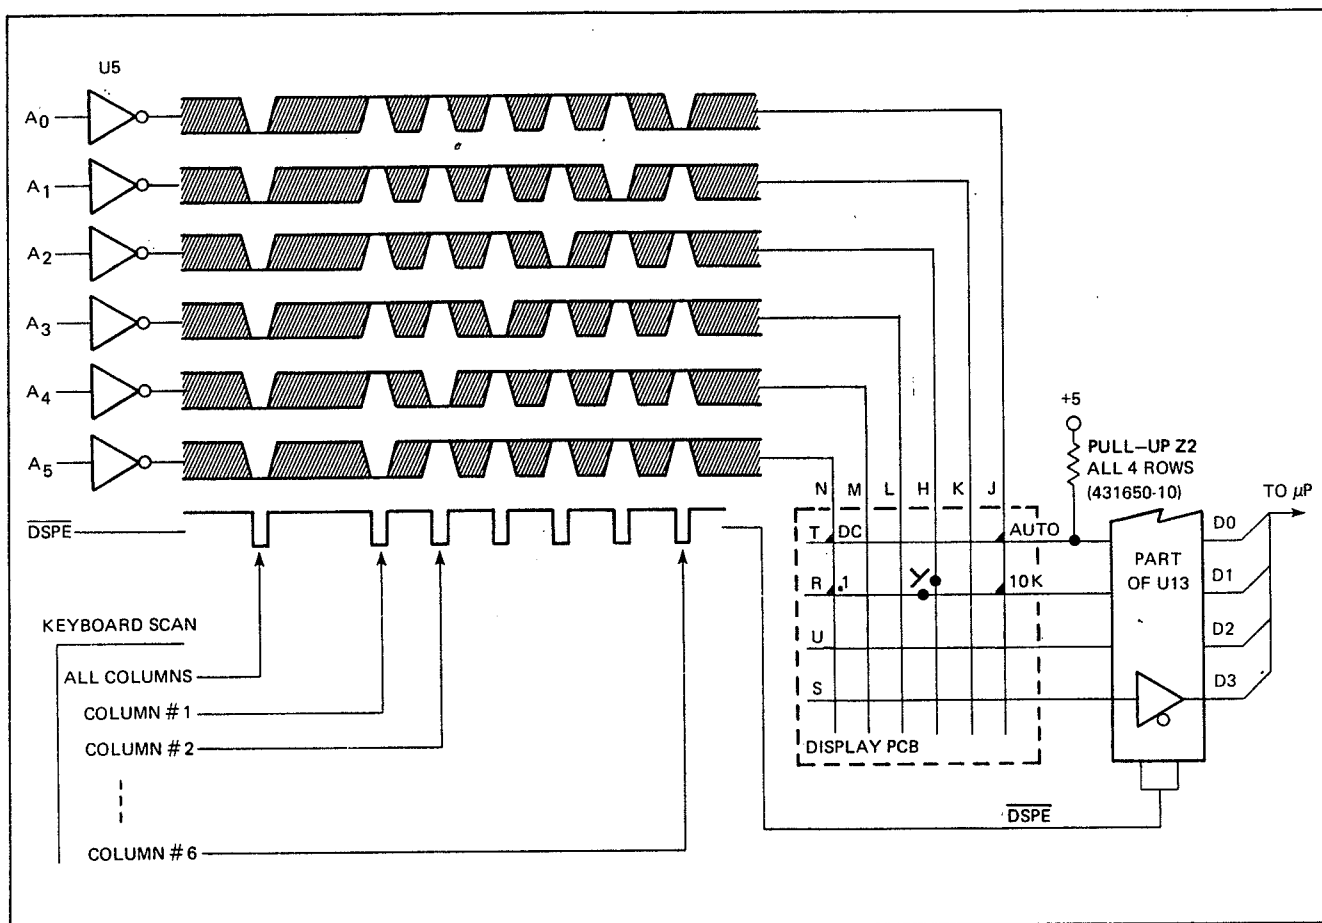 U5
A0
A1
A2
A3
A4
A5
DSPE
KEYBOARD SCAN
ALL COLUMNS
COLUMN #1
COLUMN #2
COLUMN #6
+5
PULL-UP Z2
ALL 4 ROWS
(431650-10)
TO µP
N M L H K J
T DC AUTO
R .1 10K
U
S
DISPLAY PCB
PART
OF U13
D0
D1
D2
D3
DSPE